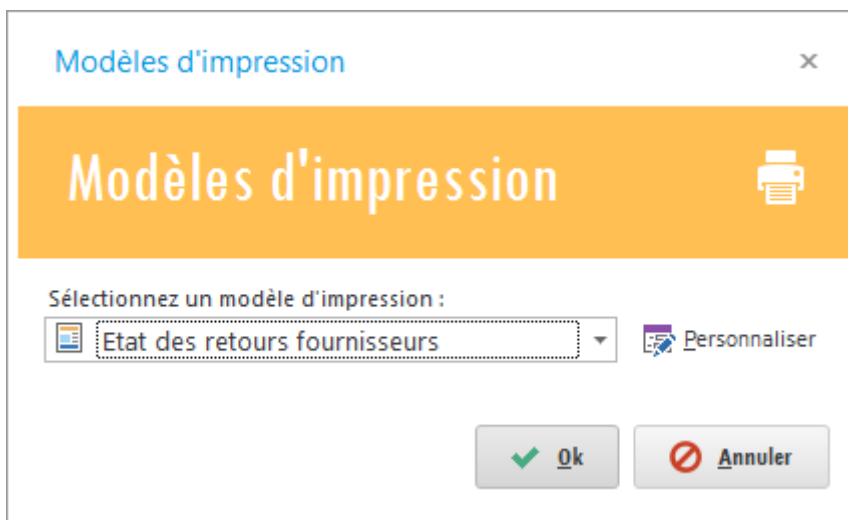 Modèles d'impression
Modèles d'impression
Sélectionnez un modèle d'impression :
Etat des retours fournisseurs
Personnaliser
Ok
Annuler